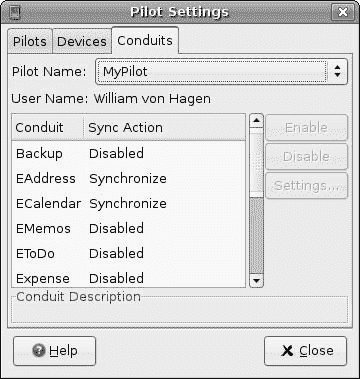 Pilot Settings
Pilots Devices Conduits
Pilot Name: MyPilot
User Name: William von Hagen
Conduit Sync Action
Enable
Backup Disabled
Disable
EAddress Synchronize
Settings...
ECalendar Synchronize
EMemos Disabled
EToDo Disabled
Expense Disabled
Conduit Description
Help Close